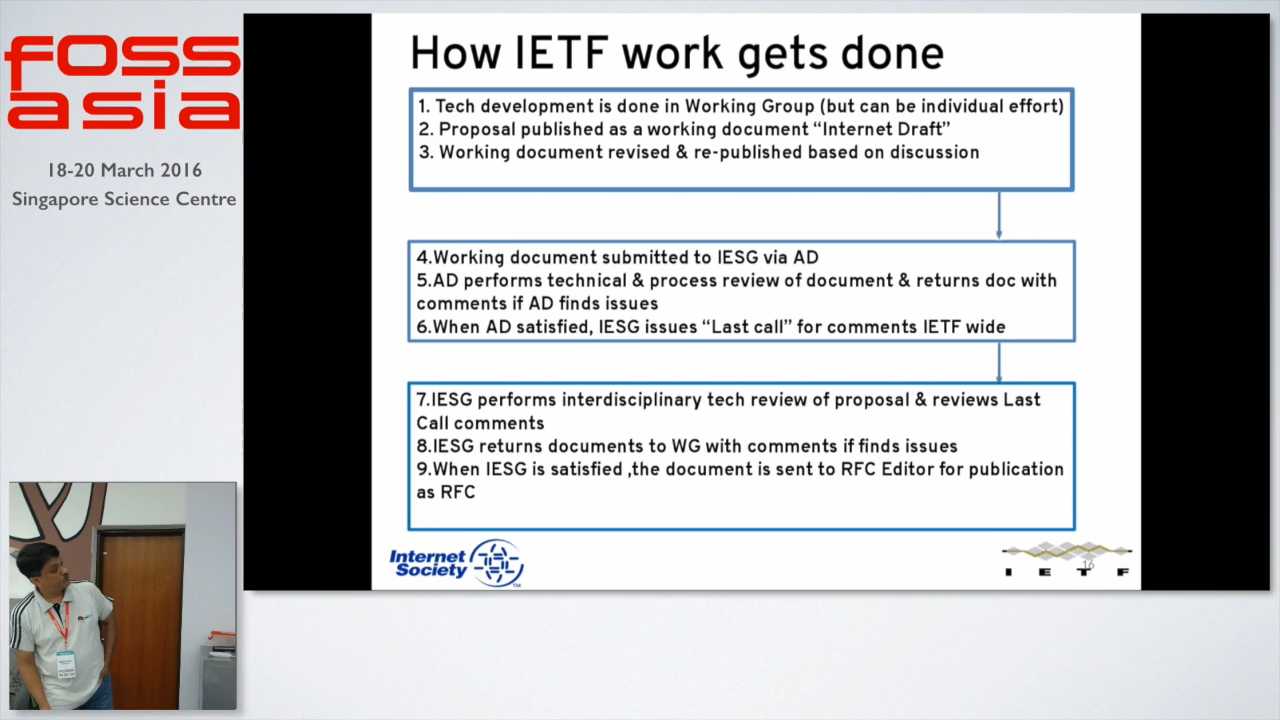 foss
asia
18-20 March 2016
Singapore Science Centre
How IETF work gets done
1. Tech development is done in Working Group (but can be individual effort)
2. Proposal published as a working document “Internet Draft”
3. Working document revised & re-published based on discussion
4.Working document submitted to IESG via AD
5.AD performs technical & process review of document & returns doc with
comments if AD finds issues
6.When AD satisfied, IESG issues “Last call” for comments IETF wide
7.IESG performs interdisciplinary tech review of proposal & reviews Last
Call comments
8.IESG returns documents to WG with comments if finds issues
9.When IESG is satisfied ,the document is sent to RFC Editor for publication
as RFC
Internet
Society
TM
16
I E T F